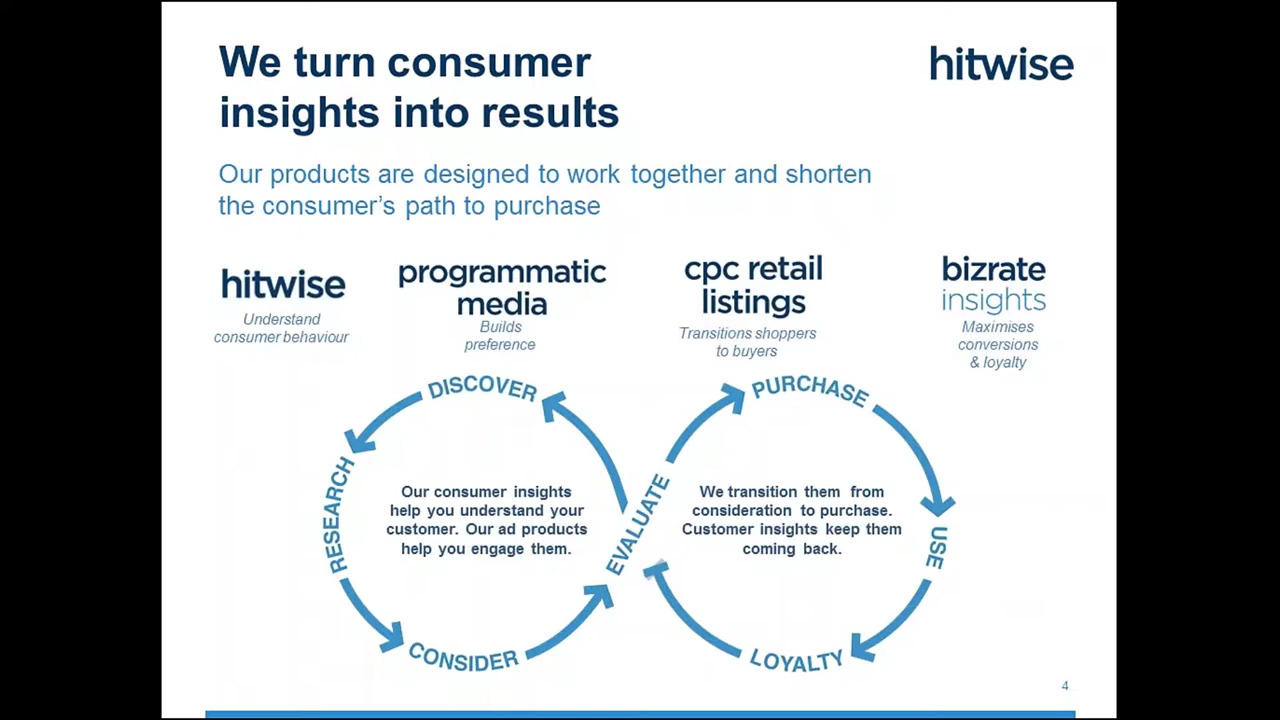 We turn consumer
insights into results
hitwise
Our products are designed to work together and shorten
the consumer’s path to purchase
hitwise
Understand
consumer behaviour
programmatic
media
Builds
preference
cpc retail
listings
Transitions shoppers
to buyers
bizrate
insights
Maximises
conversions
& loyalty
DISCOVER
RESEARCH
CONSIDER
EVALUATE
PURCHASE
USE
LOYALTY
Our consumer insights
help you understand your
customer. Our ad products
help you engage them.
We transition them from
consideration to purchase.
Customer insights keep them
coming back.
4